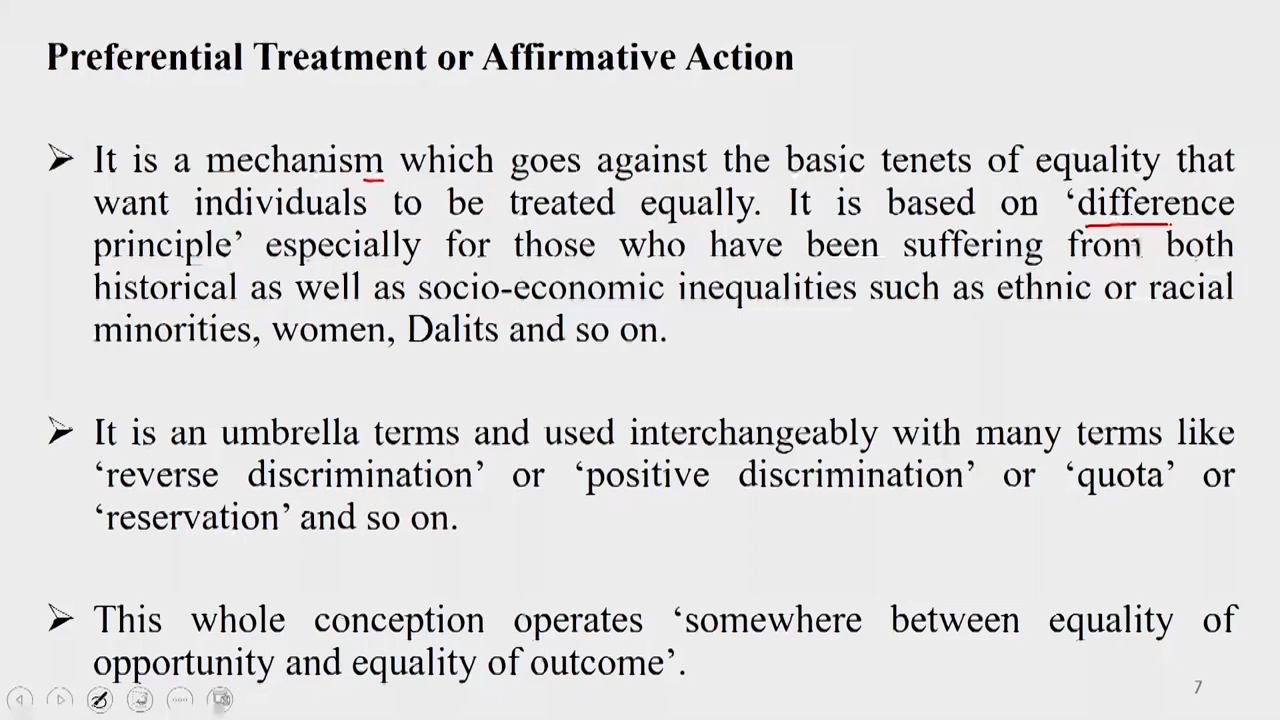 Preferential Treatment or Affirmative Action
➢ It is a mechanism which goes against the basic tenets of equality that
want individuals to be treated equally. It is based on ‘difference
principle’ especially for those who have been suffering from both
historical as well as socio-economic inequalities such as ethnic or racial
minorities, women, Dalits and so on.
➢ It is an umbrella terms and used interchangeably with many terms like
‘reverse discrimination’ or ‘positive discrimination’ or ‘quota’ or
‘reservation’ and so on.
➢ This whole conception operates ‘somewhere between equality of
opportunity and equality of outcome’.
7